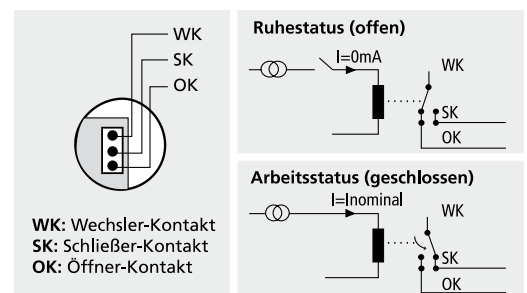 WK
SK
OK
WK: Wechsler-Kontakt
SK: Schließer-Kontakt
OK: Öffner-Kontakt
Ruhestatus (offen)
I=0mA
WK
SK
OK
Arbeitsstatus (geschlossen)
I=Inominal
WK
SK
OK